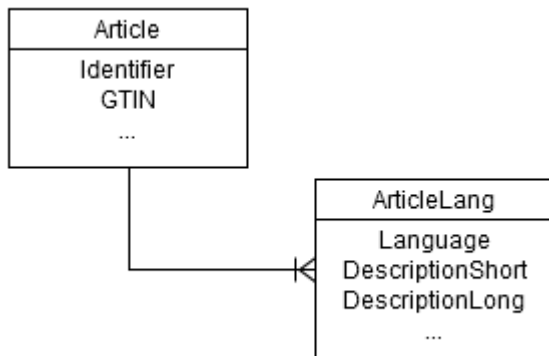 Article
Identifier
GTIN
...
ArticleLang
Language
DescriptionShort
DescriptionLong
...